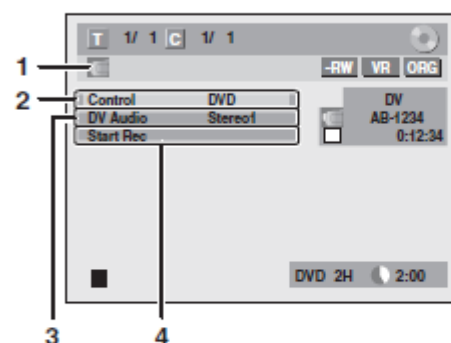 T 1/ 1 C 1/ 1
1
-RW VR ORG
2
Control DVD
DV
3
DV Audio Stereo1
AB-1234
Start Rec
0:12:34
DVD 2H 2:00
3 4